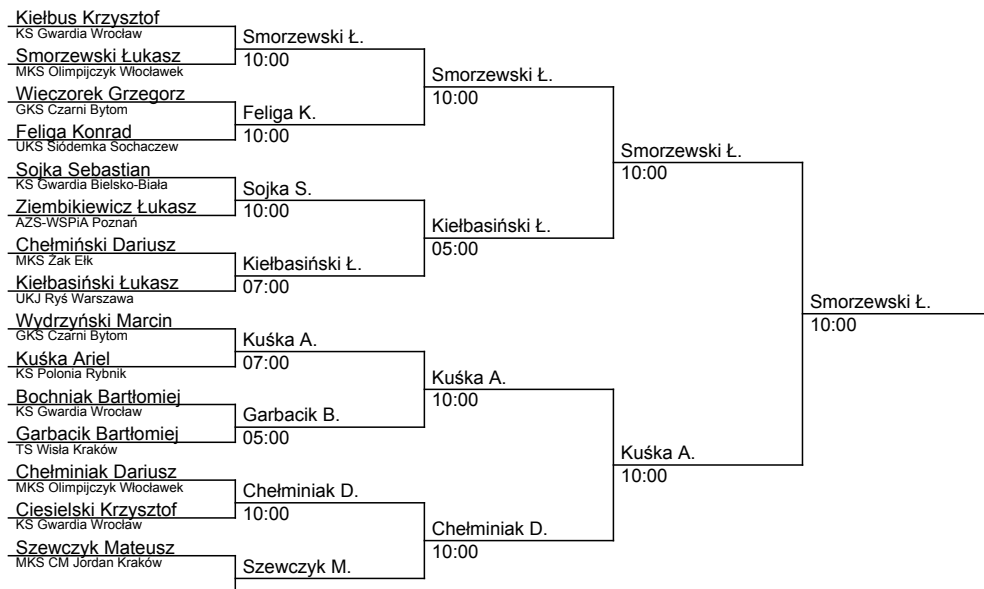 Kiełbus Krzysztof
KS Gwardia Wrocław
Smorzewski Łukasz
MKS Olimpijczyk Włocławek
Wieczorek Grzegorz
GKS Czarni Bytom
Feliga Konrad
UKS Siódemka Sochaczew
Sojka Sebastian
KS Gwardia Bielsko-Biała
Ziembikiewicz Łukasz
AZS-WSPiA Poznań
Chełmiński Dariusz
MKS Żak Ełk
Kiełbasiński Łukasz
UKJ Ryś Warszawa
Wydrzyński Marcin
GKS Czarni Bytom
Kuśka Ariel
KS Polonia Rybnik
Bochniak Bartłomiej
KS Gwardia Wrocław
Garbacik Bartłomiej
TS Wisła Kraków
Chełminiak Dariusz
MKS Olimpijczyk Włocławek
Ciesielski Krzysztof
KS Gwardia Wrocław
Szewczyk Mateusz
MKS CM Jordan Kraków
Smorzewski Ł.
10:00
Feliga K.
10:00
Sojka S.
10:00
Kiełbasiński Ł.
07:00
Kuśka A.
07:00
Garbacik B.
05:00
Chełminiak D.
10:00
Szewczyk M.
Smorzewski Ł.
10:00
Kiełbasiński Ł.
05:00
Kuśka A.
10:00
Chełminiak D.
10:00
Smorzewski Ł.
10:00
Kuśka A.
10:00
Smorzewski Ł.
10:00